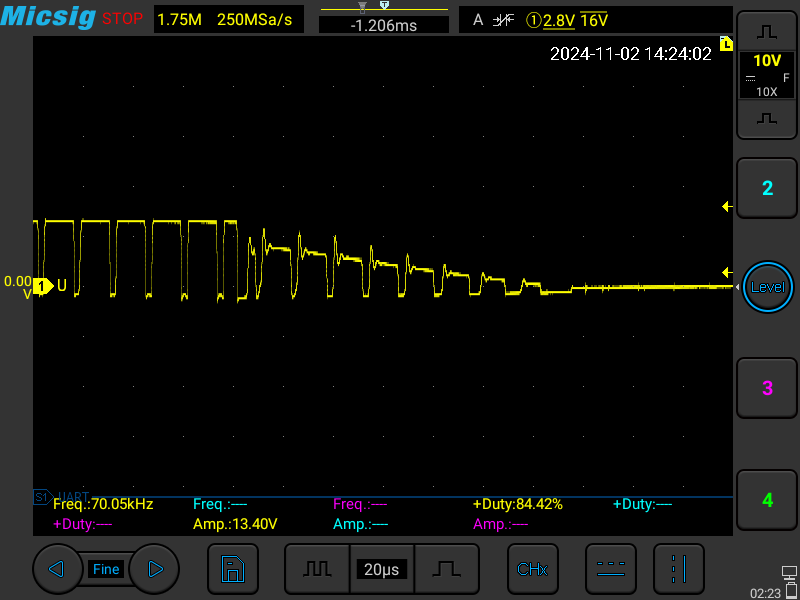 Micsig STOP 1.75M 250MSa/s -1.206ms A 1 2.8V 16V
L
2024-11-02 14:24:02
10V
F
10X
2
0.00
V
1 U
Level
3
S1 UART
Freq.:70.05kHz Freq.:---- Freq.:---- +Duty:84.42% +Duty:----
+Duty:---- Amp.:13.40V Amp.:---- Amp.:----
4
Fine 20μs CHx
02:23